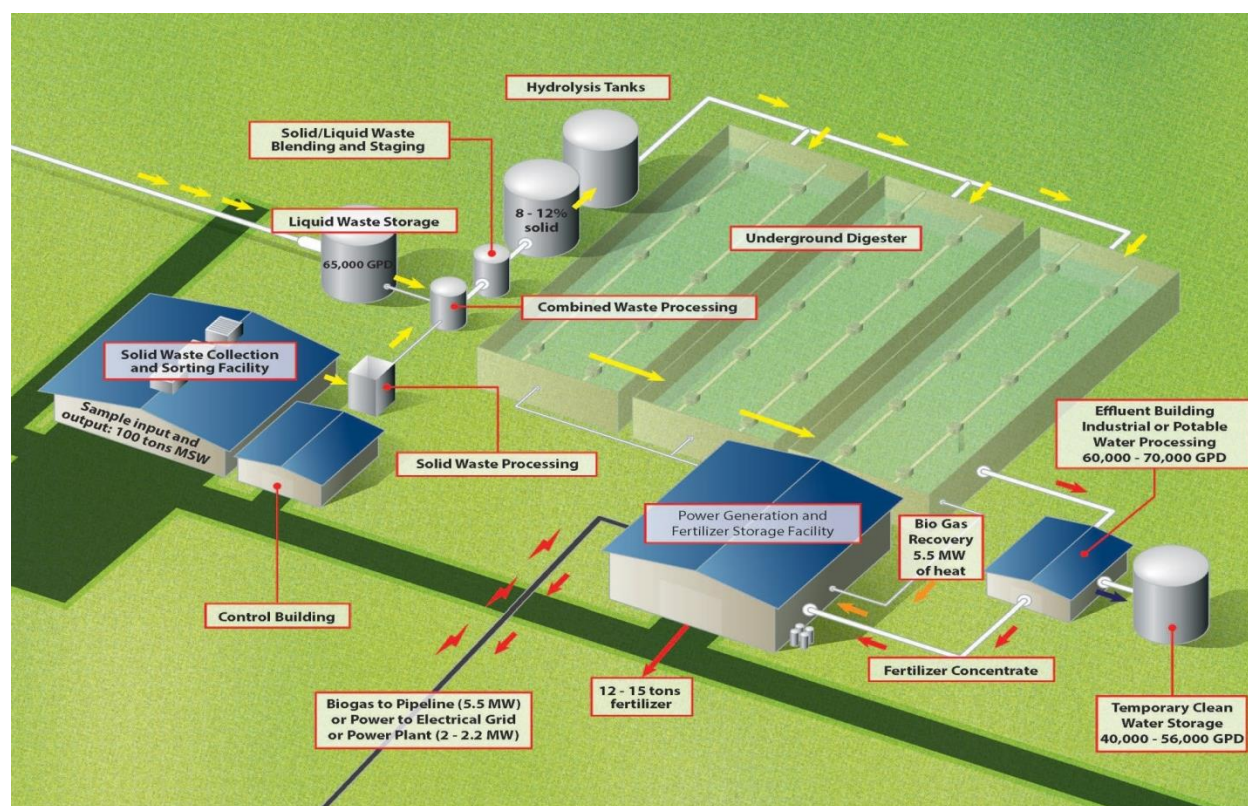 Hydrolysis Tanks
Solid/Liquid Waste
Blending and Staging
Liquid Waste Storage
8 - 12%
solid
65,000 GPD
Underground Digester
Combined Waste Processing
Solid Waste Collection
and Sorting Facility
Sample input and
output: 100 tons MSW
Solid Waste Processing
Effluent Building
Industrial or Potable
Water Processing
60,000 - 70,000 GPD
Power Generation and
Fertilizer Storage Facility
Bio Gas
Recovery
5.5 MW
of heat
Control Building
Fertilizer Concentrate
12 - 15 tons
fertilizer
Biogas to Pipeline (5.5 MW)
or Power to Electrical Grid
or Power Plant (2 - 2.2 MW)
Temporary Clean
Water Storage
40,000 - 56,000 GPD